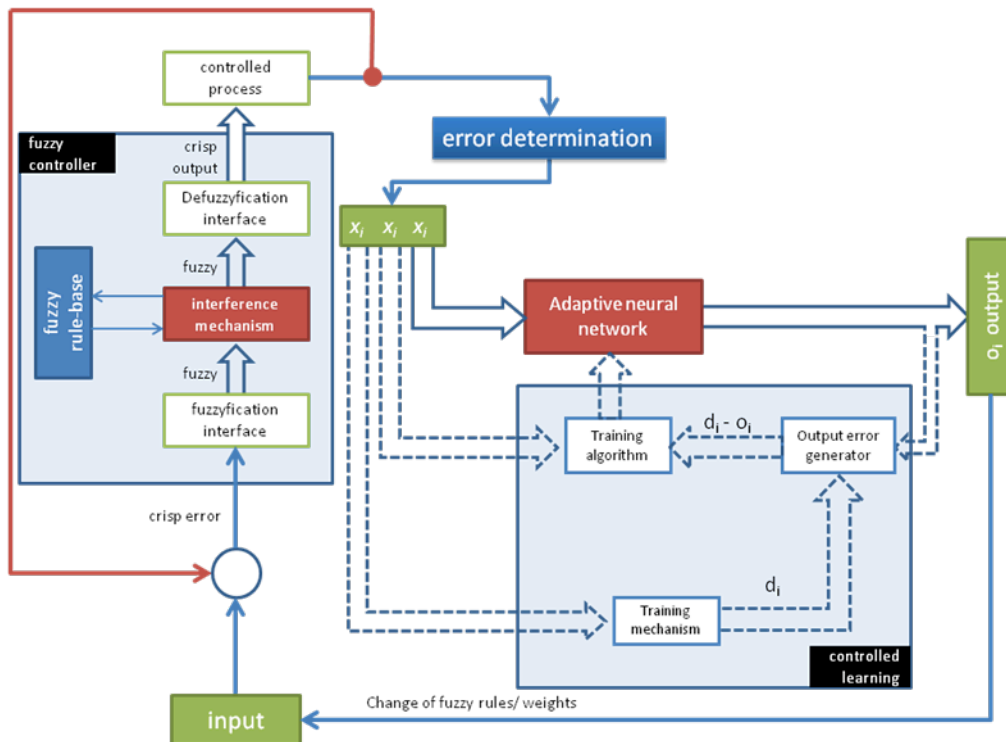 controlled
process
fuzzy
controller
crisp
output
error determination
Defuzzyfication
interface
xᵢ xᵢ xᵢ
fuzzy
fuzzy
rule-base
interference
mechanism
Adaptive neural
network
oᵢ output
fuzzy
fuzzyfication
interface
Training
algorithm
dᵢ - oᵢ
Output error
generator
crisp error
dᵢ
Training
mechanism
controlled
learning
Change of fuzzy rules/ weights
input